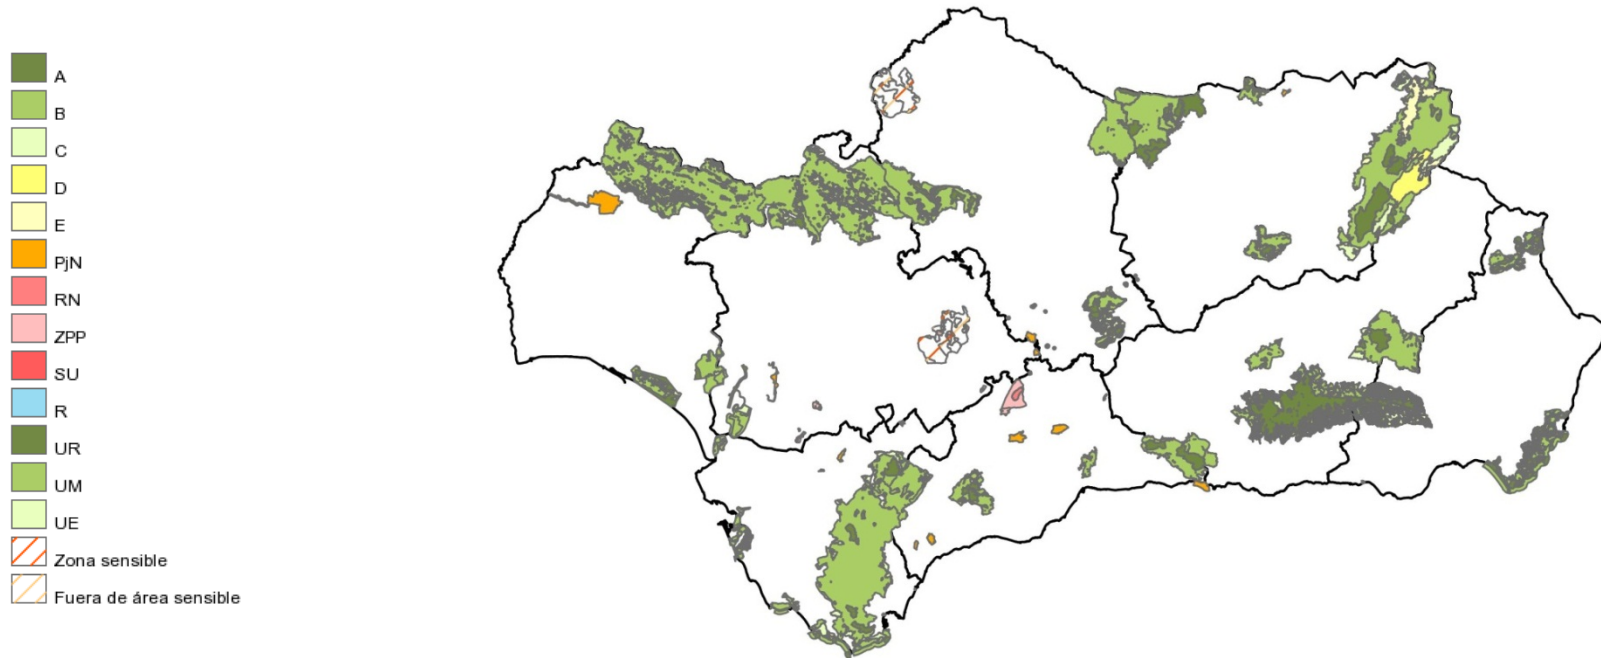 A
B
C
D
E
PjN
RN
ZPP
SU
R
UR
UM
UE
Zona sensible
Fuera de área sensible